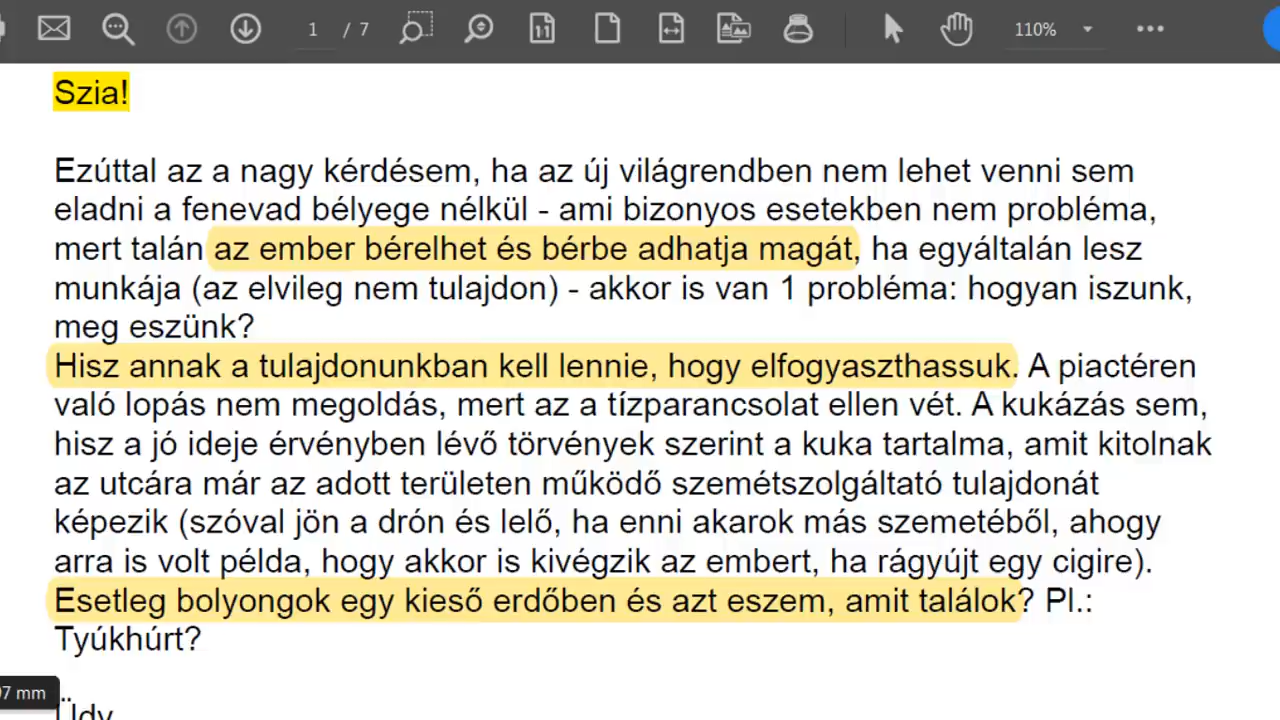 1 / 7
110%
Szia!
Ezúttal az a nagy kérdésem, ha az új világrendben nem lehet venni sem
eladni a fenevad bélyege nélkül - ami bizonyos esetekben nem probléma,
mert talán az ember bérelhet és bérbe adhatja magát, ha egyáltalán lesz
munkája (az elvileg nem tulajdon) - akkor is van 1 probléma: hogyan iszunk,
meg eszünk?
Hisz annak a tulajdonunkban kell lennie, hogy elfogyaszthassuk. A piactéren
való lopás nem megoldás, mert az a tízparancsolat ellen vét. A kukázás sem,
hisz a jó ideje érvényben lévő törvények szerint a kuka tartalma, amit kitolnak
az utcára már az adott területen működő szemétszolgáltató tulajdonát
képezik (szóval jön a drón és lelő, ha enni akarok más szemetéből, ahogy
arra is volt példa, hogy akkor is kivégzik az embert, ha rágyújt egy cigire).
Esetleg bolyongok egy kieső erdőben és azt eszem, amit találok? Pl.:
Tyúkhúrt?
97 mm
Üdv